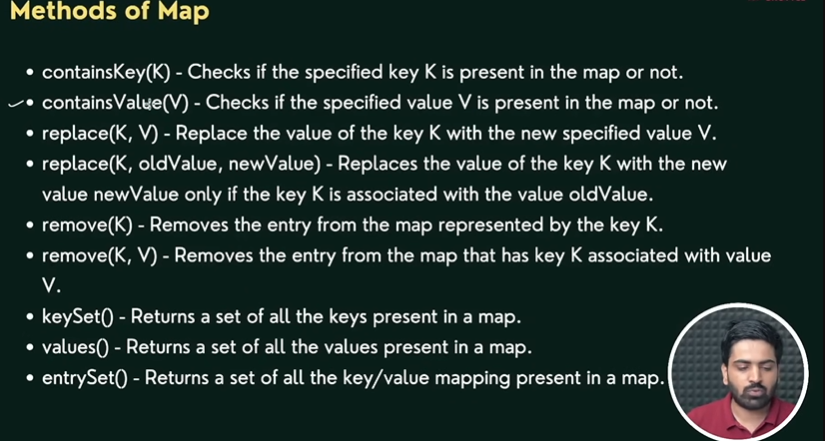 Methods of Map
• containsKey(K) - Checks if the specified key K is present in the map or not.
• containsValue(V) - Checks if the specified value V is present in the map or not.
• replace(K, V) - Replace the value of the key K with the new specified value V.
• replace(K, oldValue, newValue) - Replaces the value of the key K with the new
value newValue only if the key K is associated with the value oldValue.
• remove(K) - Removes the entry from the map represented by the key K.
• remove(K, V) - Removes the entry from the map that has key K associated with value
V.
• keySet() - Returns a set of all the keys present in a map.
• values() - Returns a set of all the values present in a map.
• entrySet() - Returns a set of all the key/value mapping present in a map.